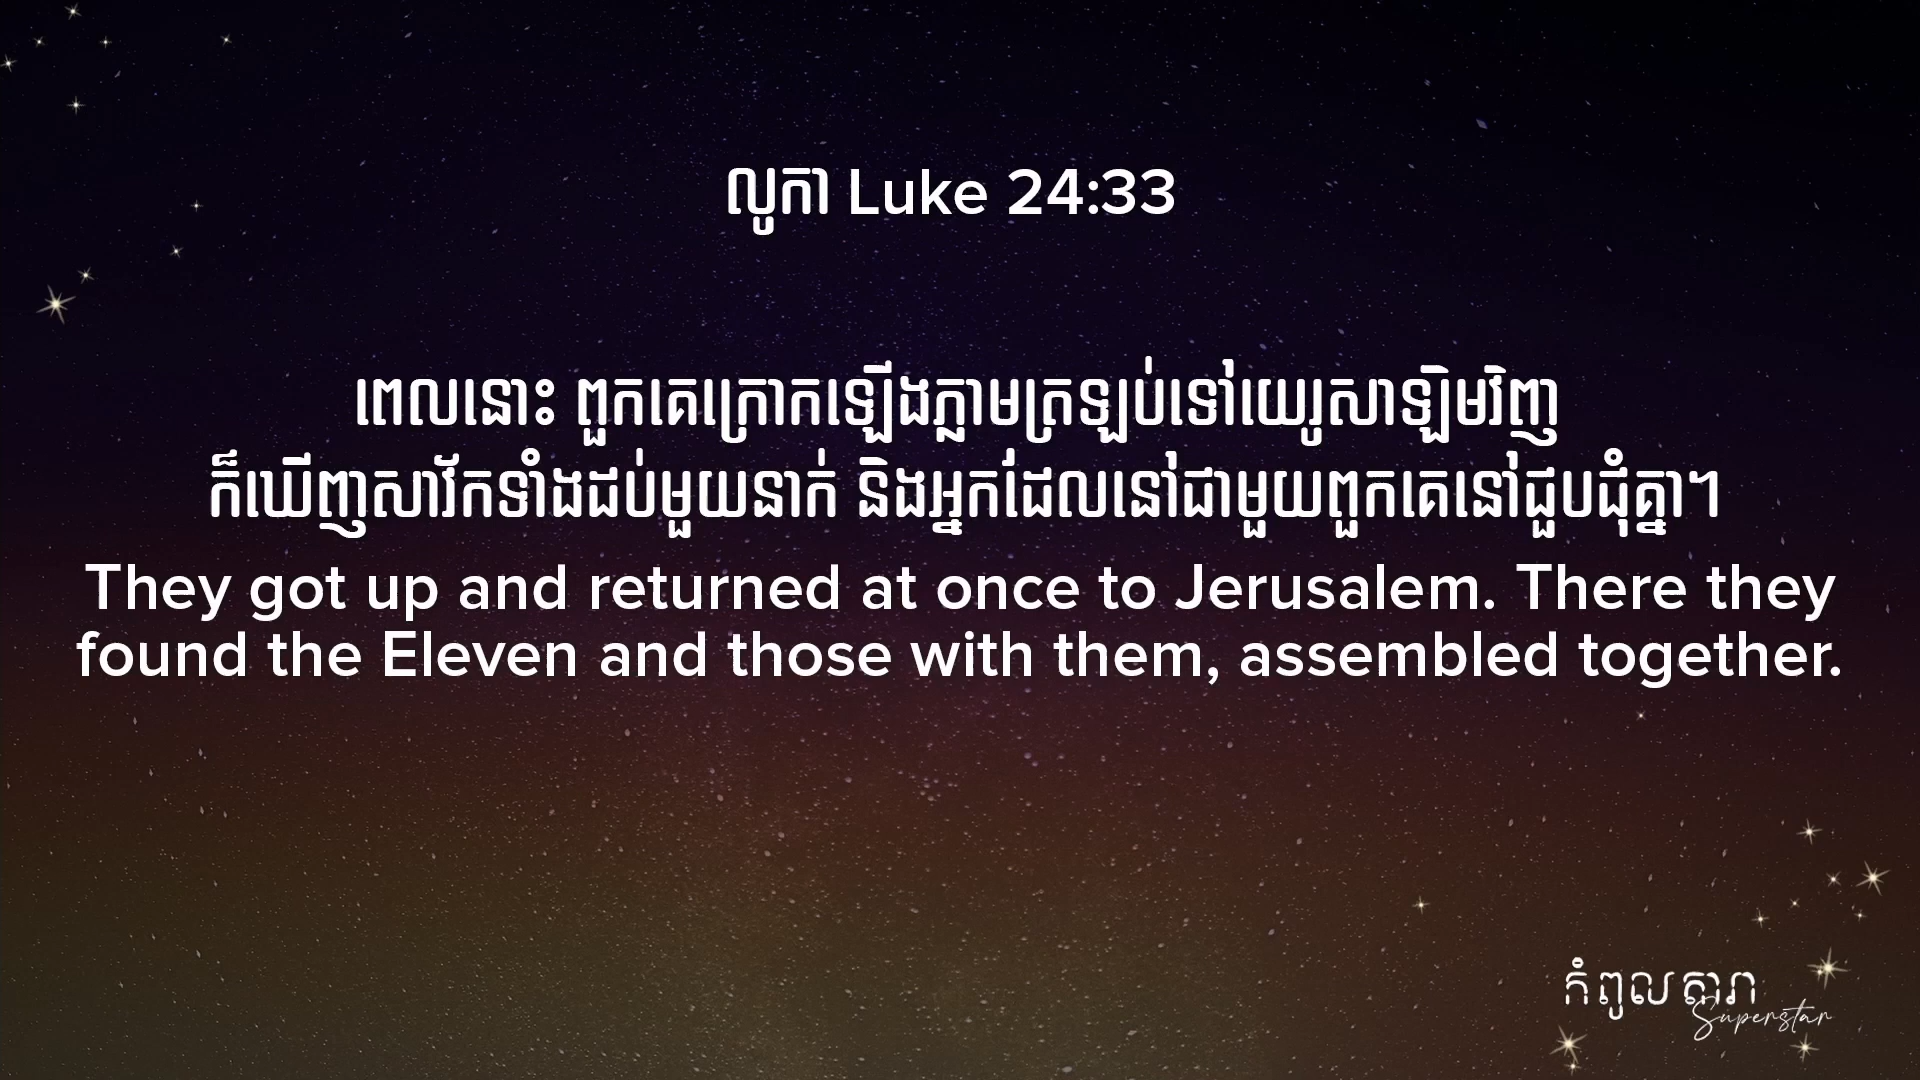 លូកា Luke 24:33
ពេលនោះ ពួកគេក្រោកឡើងភ្លាមត្រឡប់ទៅយេរូសាឡិមវិញ
ក៏ឃើញសាវ័កទាំងដប់មួយនាក់ និងអ្នកដែលនៅជាមួយពួកគេនៅជួបជុំគ្នា។
They got up and returned at once to Jerusalem. There they
found the Eleven and those with them, assembled together.
កំពូលតារា
Superstar